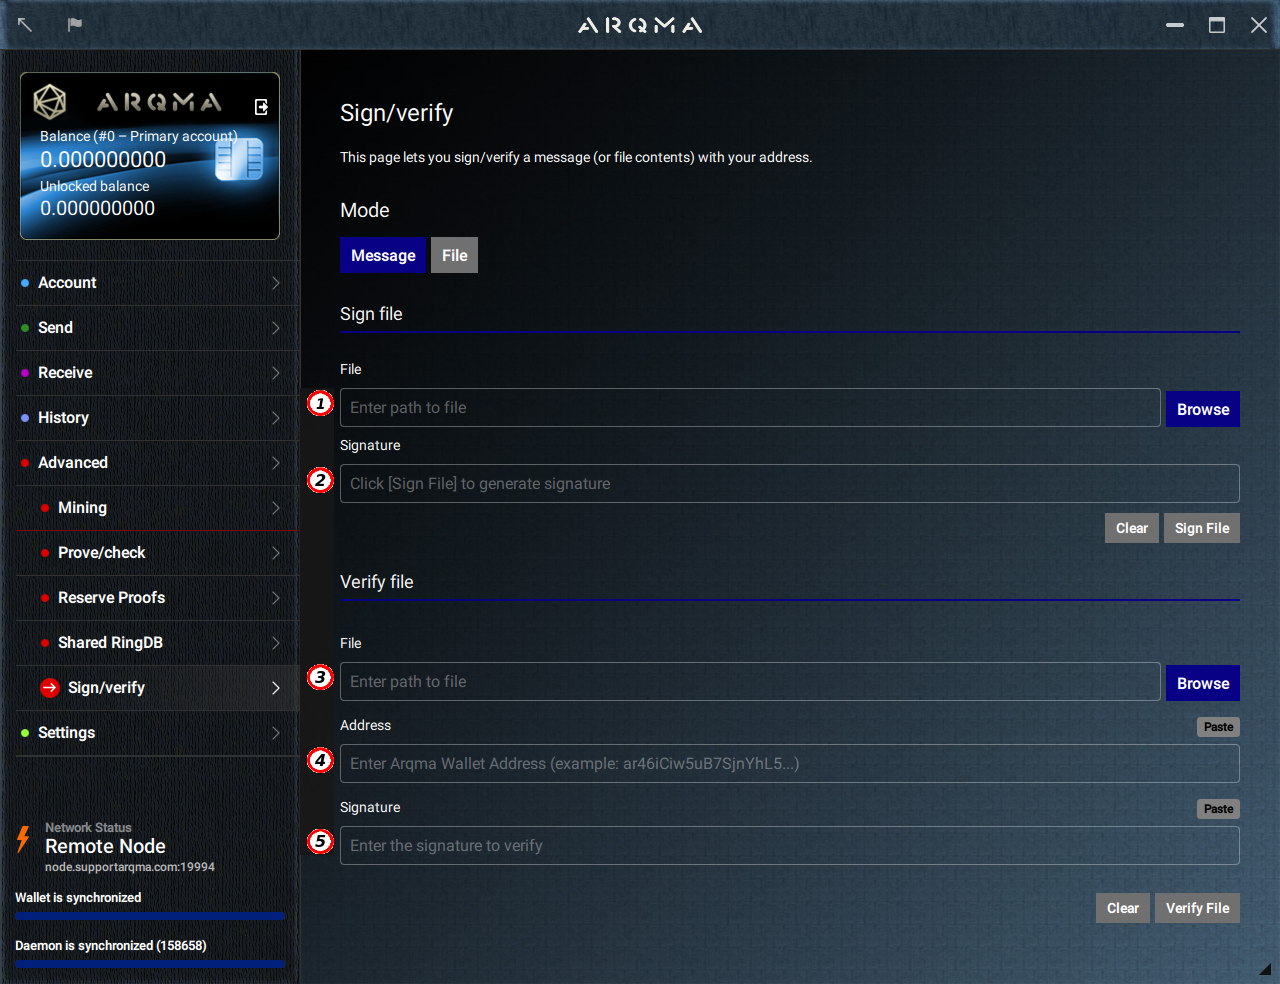 ARQMA
ARQMA
Balance (#0 – Primary account)
0.000000000
Unlocked balance
0.000000000
Account
Send
Receive
History
Advanced
Mining
Prove/check
Reserve Proofs
Shared RingDB
Sign/verify
Settings
Network Status
Remote Node
node.supportarqma.com:19994
Wallet is synchronized
Daemon is synchronized (158658)
Sign/verify
This page lets you sign/verify a message (or file contents) with your address.
Mode
Message File
Sign file
File
1 Enter path to file Browse
Signature
2 Click [Sign File] to generate signature
Clear Sign File
Verify file
File
3 Enter path to file Browse
Address Paste
4 Enter Arqma Wallet Address (example: ar46iCiw5uB7SjnYhL5...)
Signature Paste
5 Enter the signature to verify
Clear Verify File